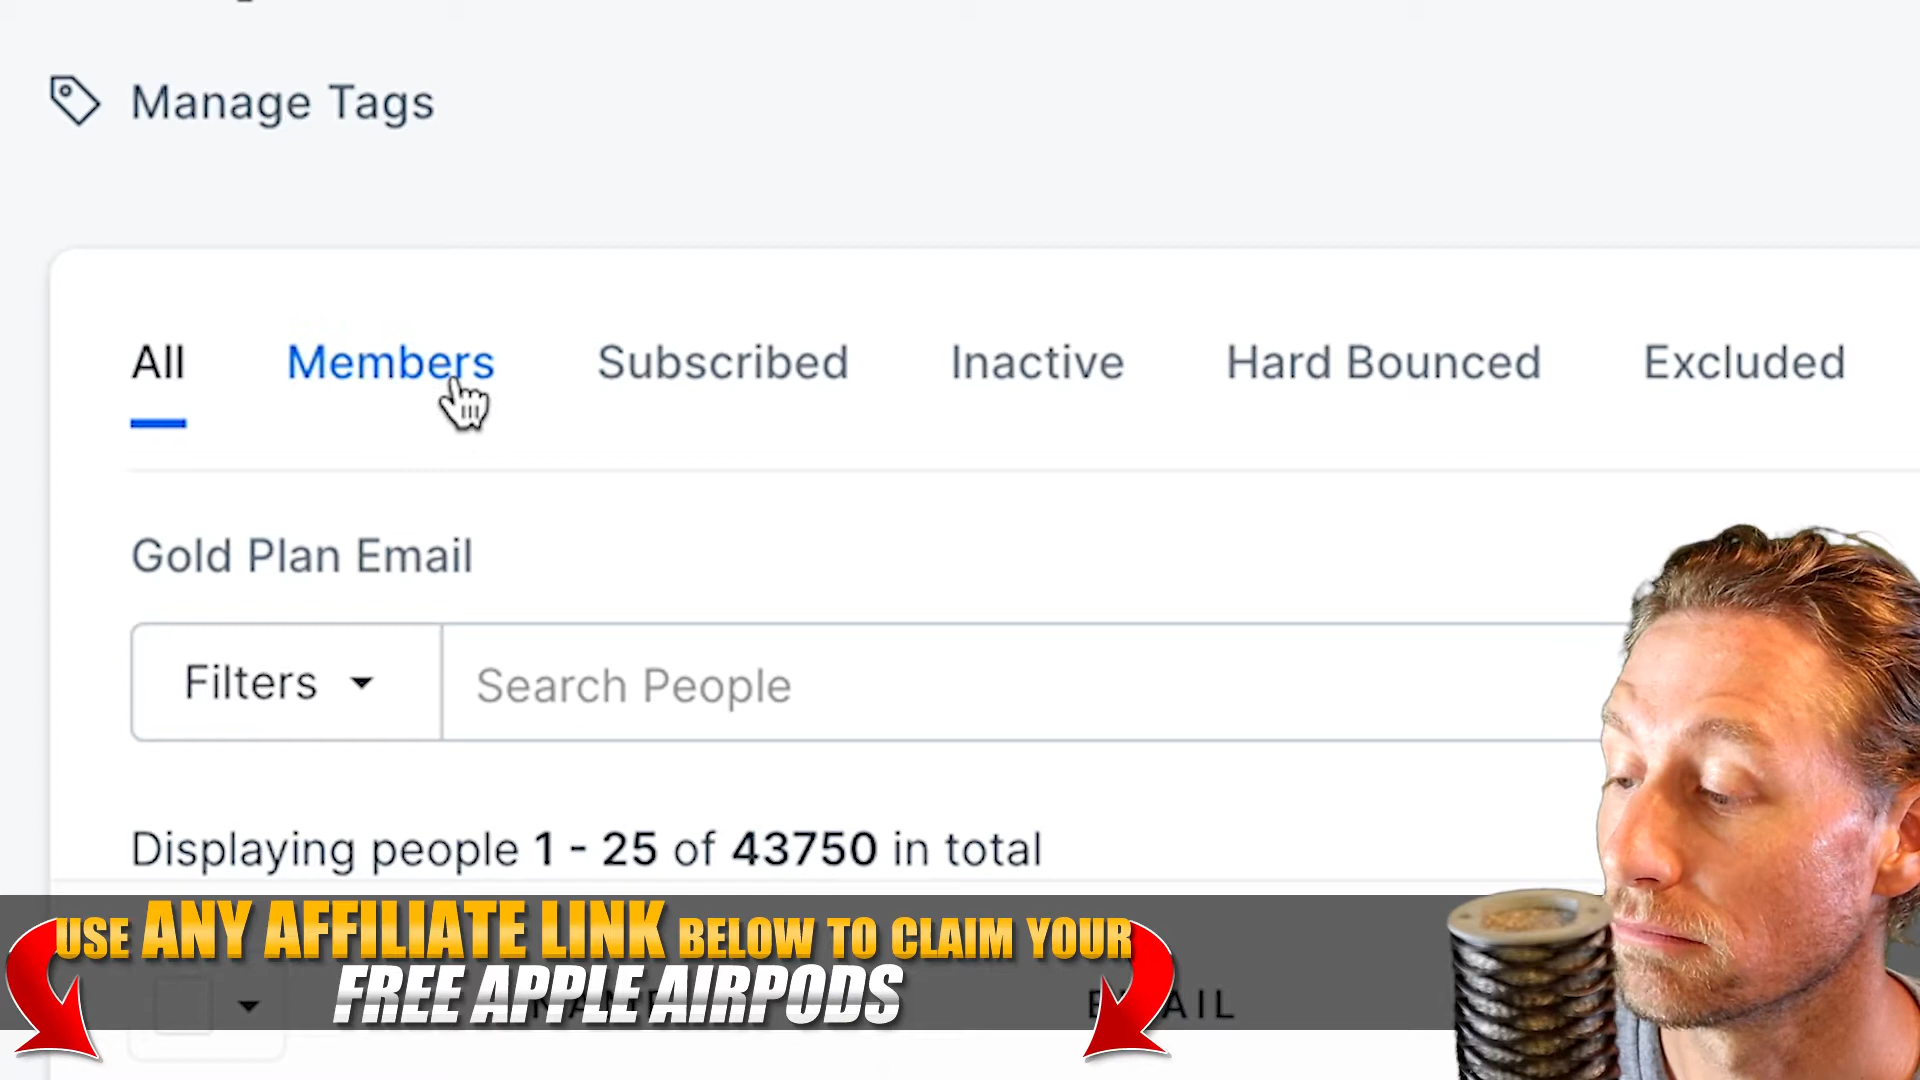 Manage Tags
All Members Subscribed Inactive Hard Bounced Excluded
Gold Plan Email
Filters Search People
Displaying people 1 - 25 of 43750 in total
USE ANY AFFILIATE LINK BELOW TO CLAIM YOUR
FREE APPLE AIRPODS